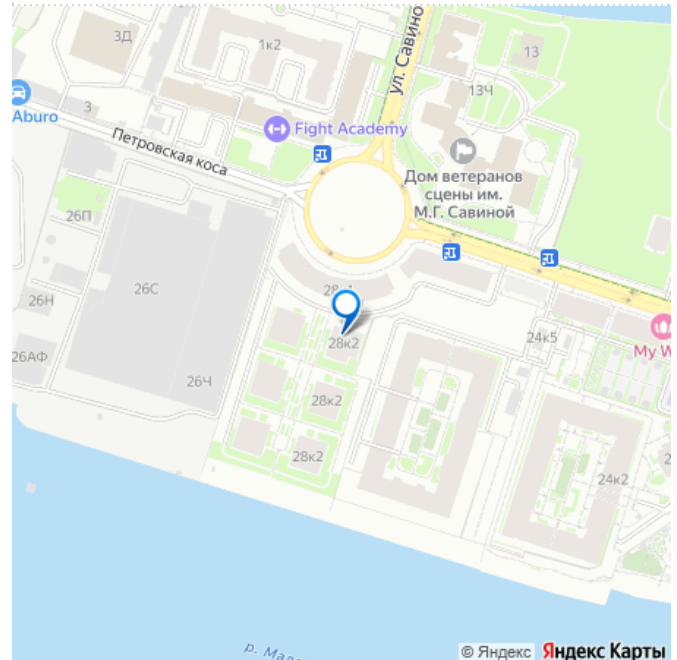 3Д
1к2
ул. Савино
13
13Ч
3
Aburo
Fight Academy
Петровская коса
Дом ветеранов
сцены им.
М.Г. Савиной
26П
26С
26Н
28к2
24к5
My W
26АФ
26Ч
28к2
28к2
24к2
2
р. Мал
© Яндекс Яндекс Карты